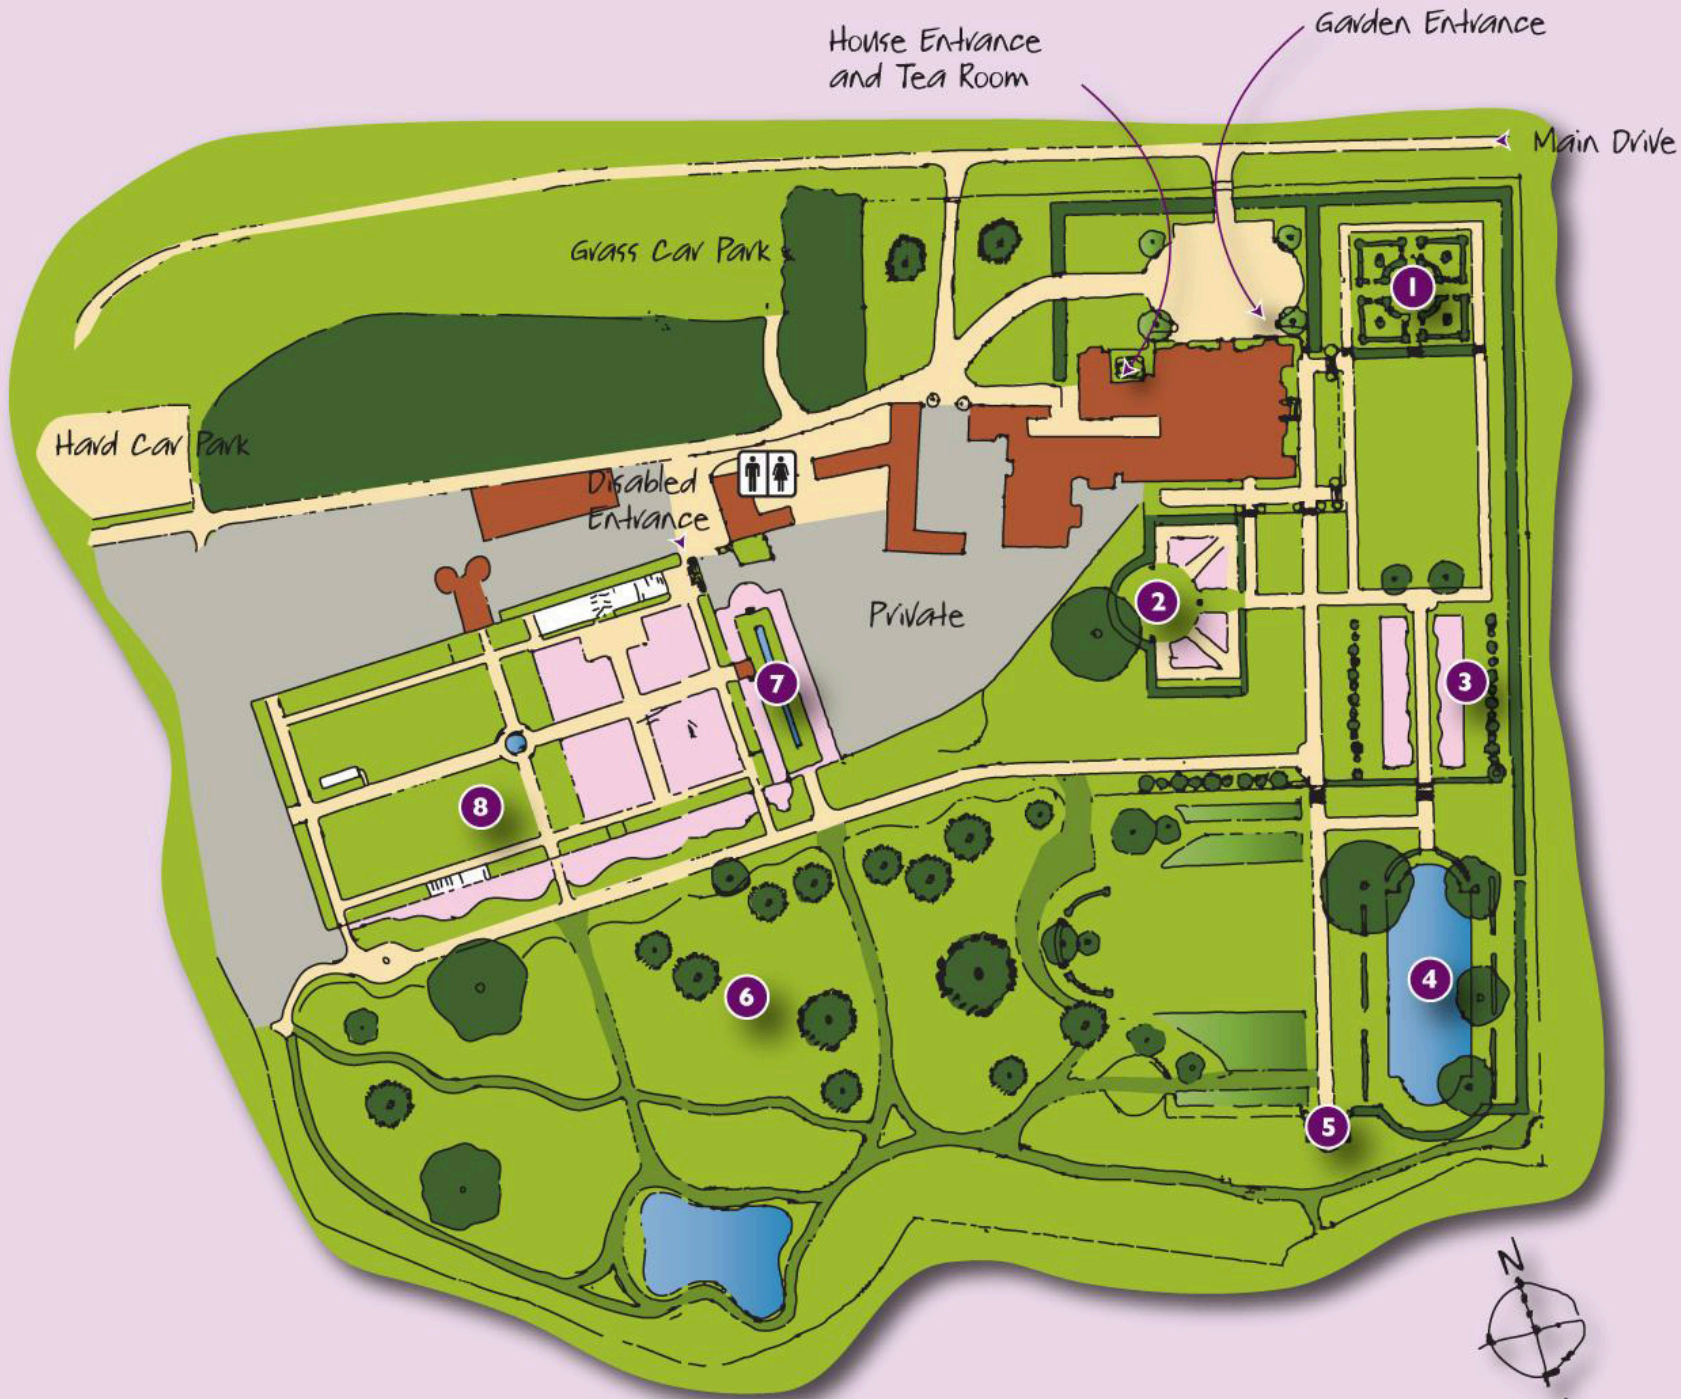 House Entrance
and Tea Room
Garden Entrance
Main Drive
Grass Car Park
Hard Car Park
Disabled
Entrance
Private
1
2
3
4
5
6
7
8
N